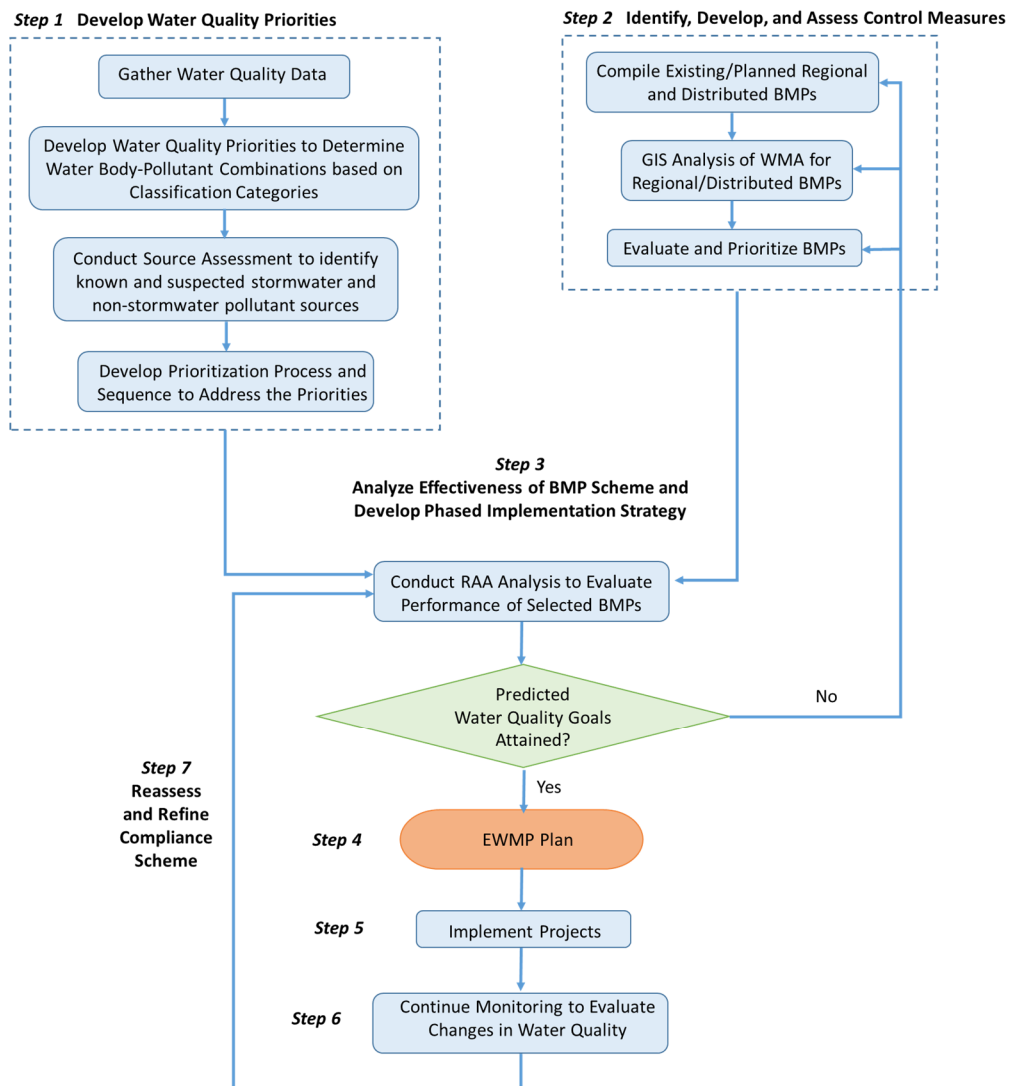 Step 1 Develop Water Quality Priorities
Gather Water Quality Data
Develop Water Quality Priorities to Determine
Water Body-Pollutant Combinations based on
Classification Categories
Conduct Source Assessment to identify
known and suspected stormwater and
non-stormwater pollutant sources
Develop Prioritization Process and
Sequence to Address the Priorities
Step 2 Identify, Develop, and Assess Control Measures
Compile Existing/Planned Regional
and Distributed BMPs
GIS Analysis of WMA for
Regional/Distributed BMPs
Evaluate and Prioritize BMPs
Step 3
Analyze Effectiveness of BMP Scheme and
Develop Phased Implementation Strategy
Conduct RAA Analysis to Evaluate
Performance of Selected BMPs
Predicted
Water Quality Goals
Attained?
No
Yes
Step 4
EWMP Plan
Step 5
Implement Projects
Step 6
Continue Monitoring to Evaluate
Changes in Water Quality
Step 7
Reassess
and Refine
Compliance
Scheme